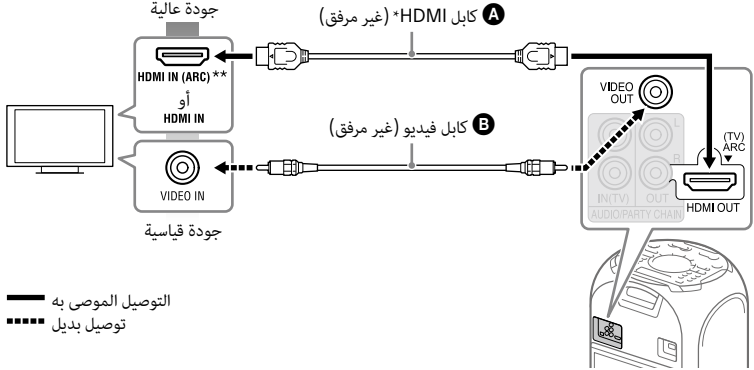 جودة عالية
HDMI IN (ARC)**
أو
HDMI IN
A كابل HDMI* (غير مرفق)
VIDEO OUT
L
R
(TV)
ARC
IN(TV)
OUT
HDMI OUT
AUDIO/PARTY CHAIN
B كابل فيديو (غير مرفق)
VIDEO IN
جودة قياسية
التوصيل الموصى به
توصيل بديل